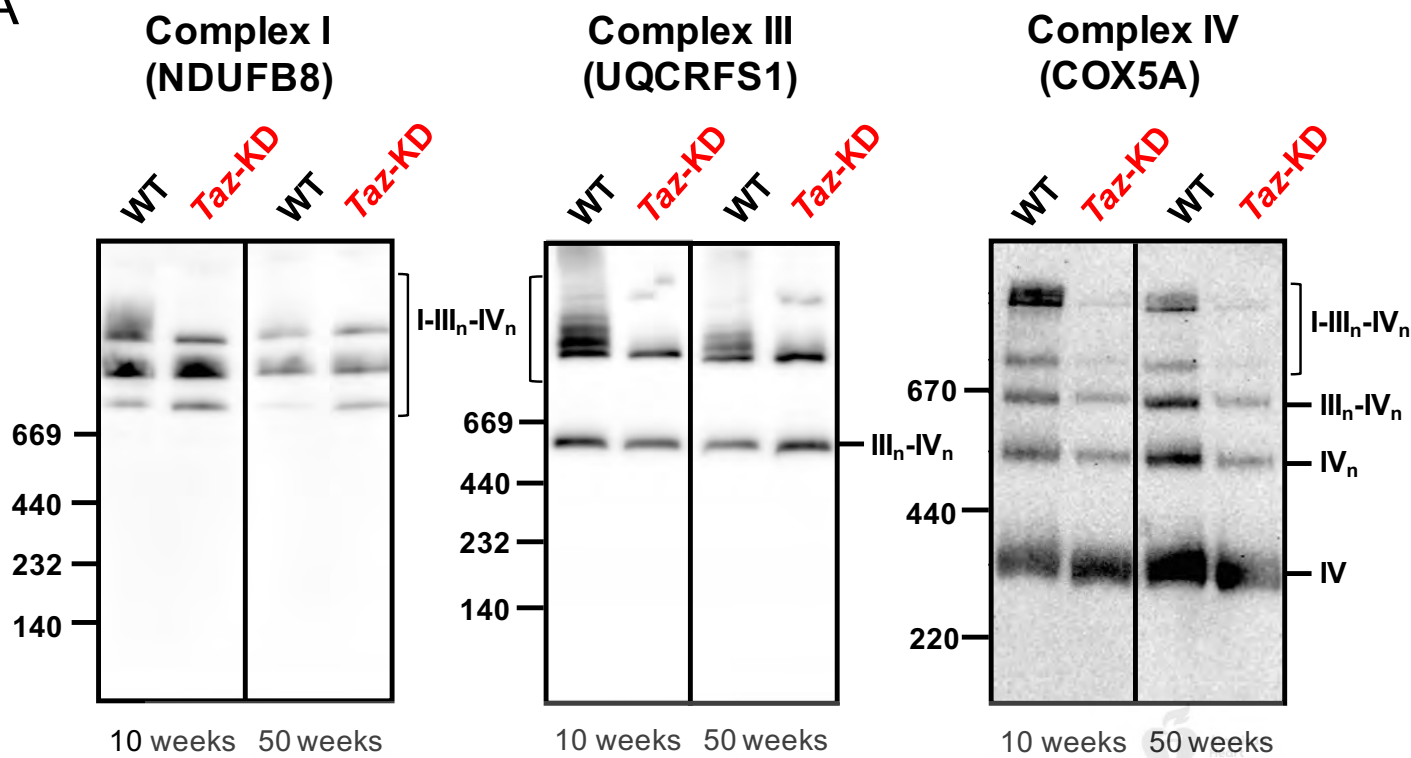 A
Complex I
(NDUFB8)
Complex III
(UQCRFS1)
Complex IV
(COX5A)
WT
Taz-KD
WT
Taz-KD
WT
Taz-KD
WT
Taz-KD
WT
Taz-KD
WT
Taz-KD
669
440
232
140
I-IIIn-IVn
669
440
232
140
IIIn-IVn
670
440
220
I-IIIn-IVn
IIIn-IVn
IVn
IV
10 weeks 50 weeks
10 weeks 50 weeks
10 weeks 50 weeks